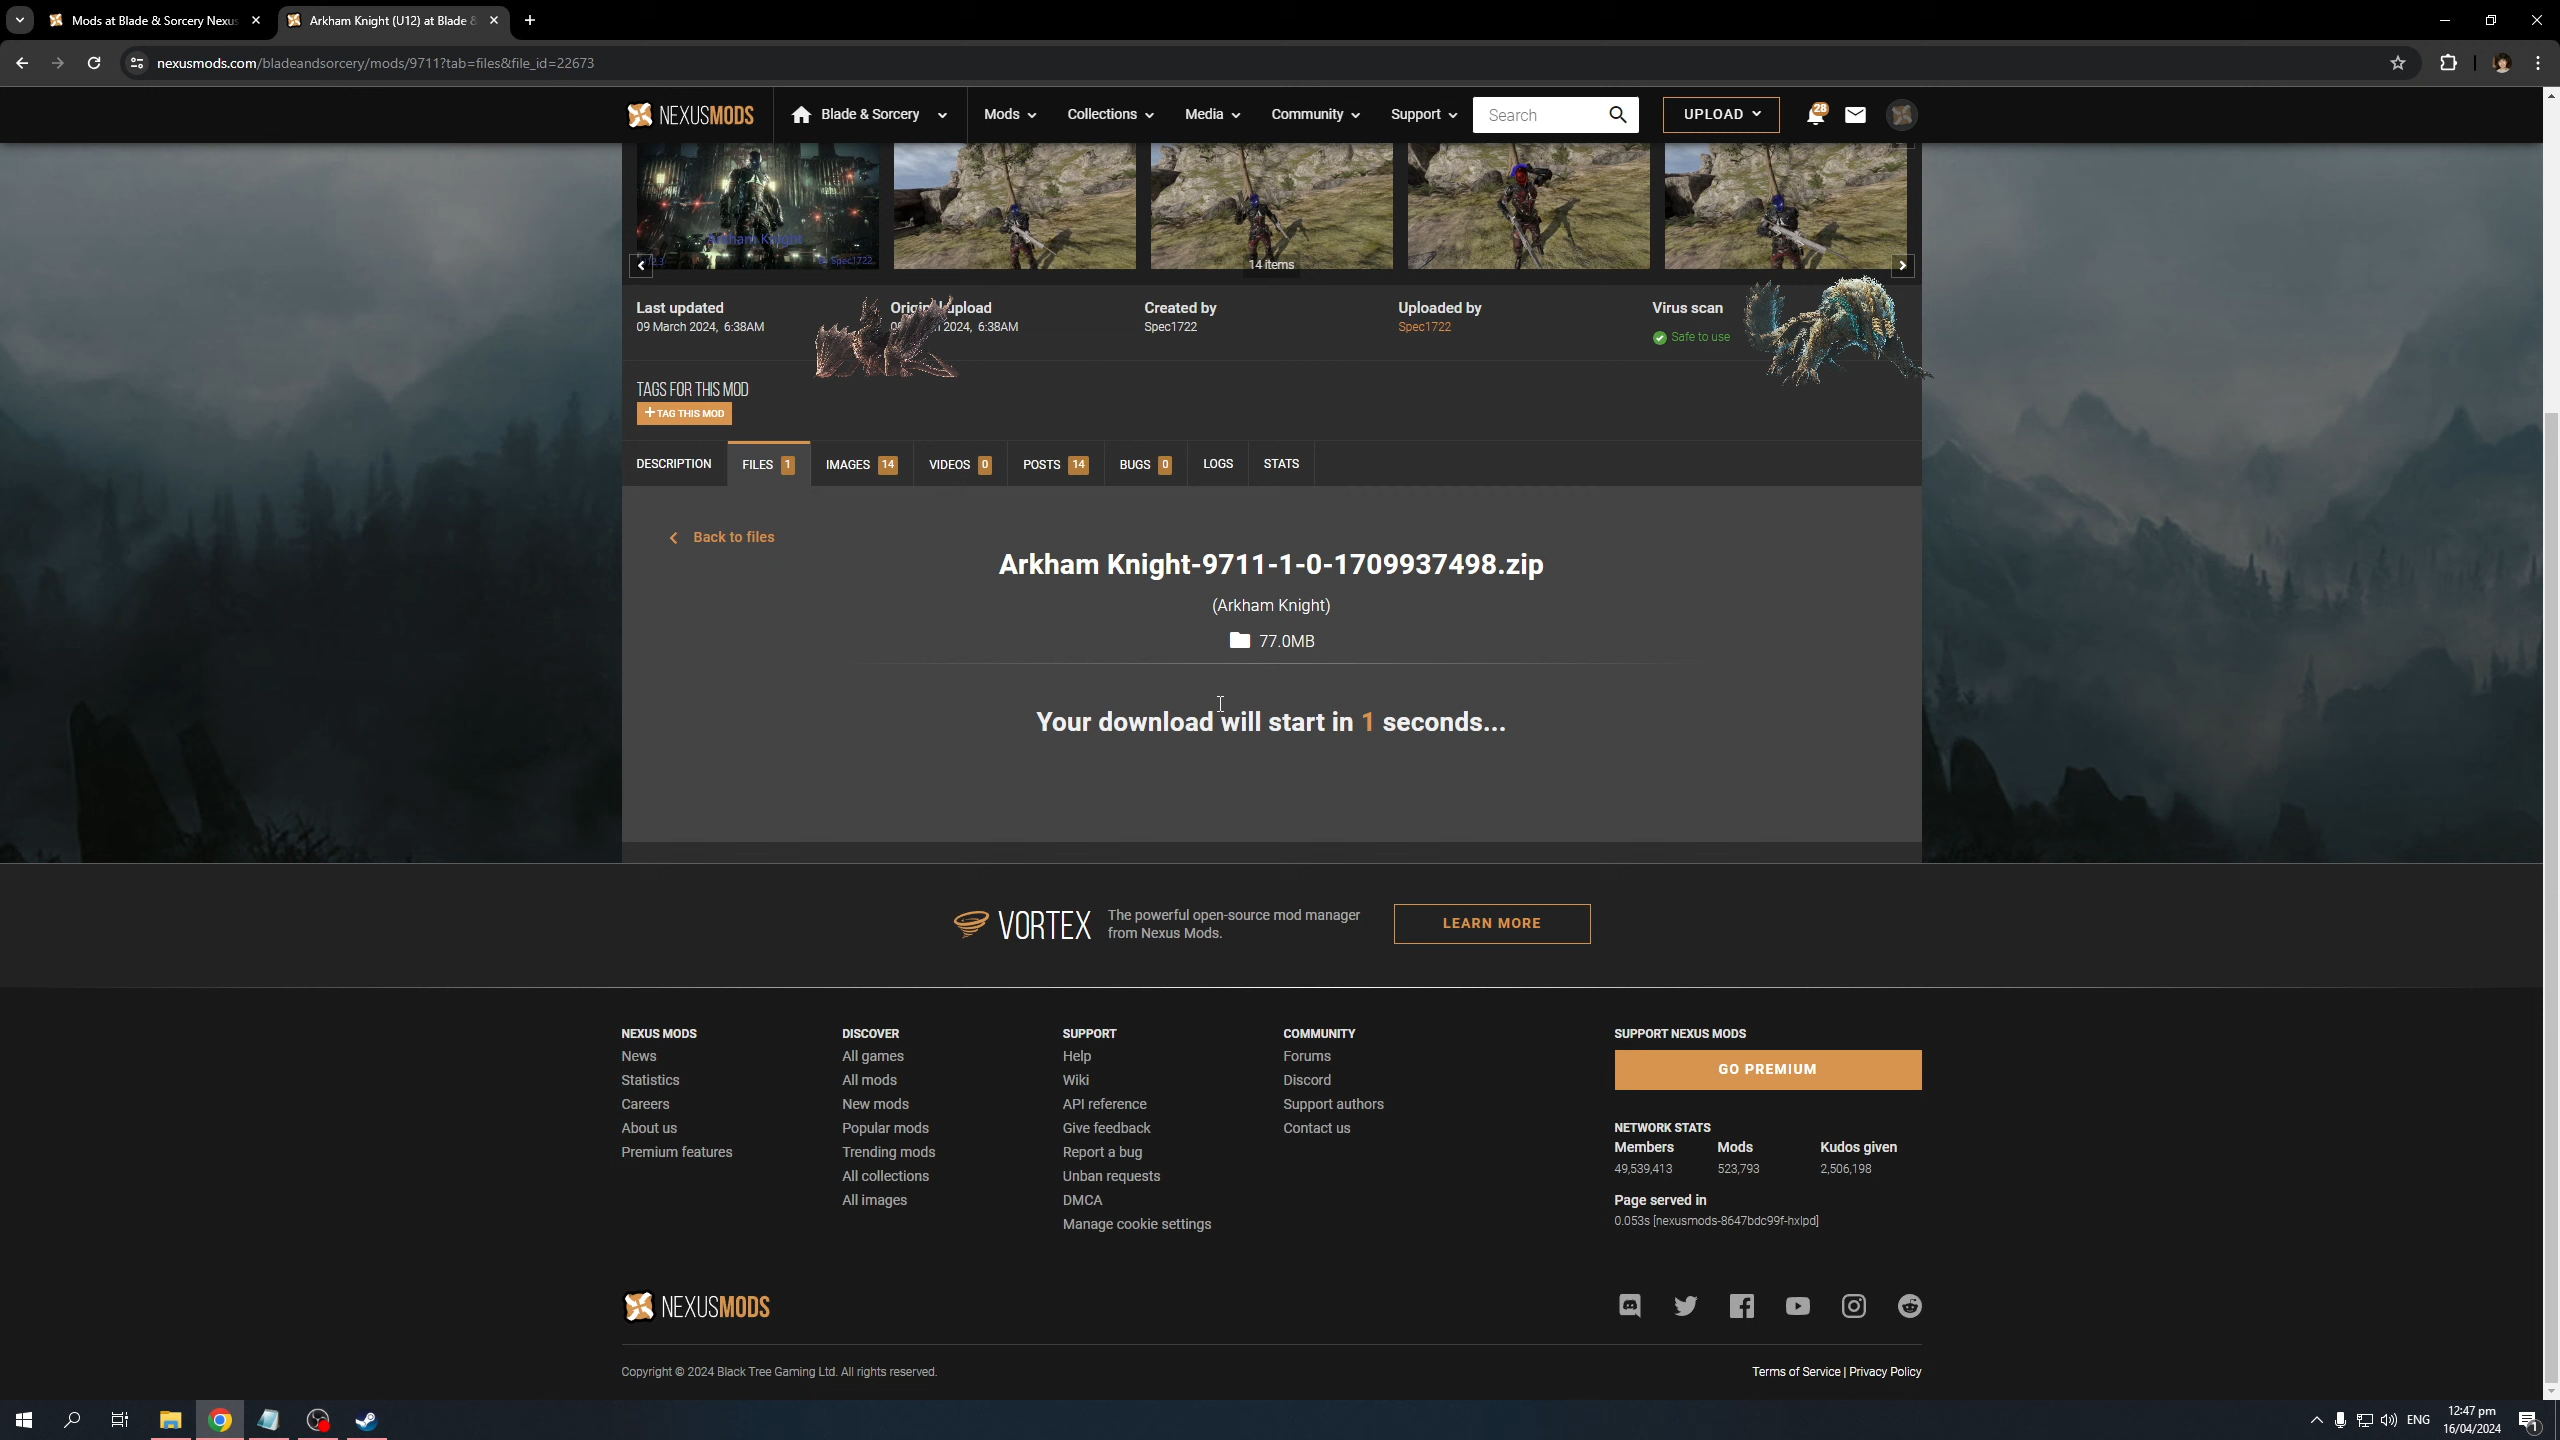 Mods at Blade & Sorcery Nexus
Arkham Knight (U12) at Blade &
nexusmods.com/bladeandsorcery/mods/9711?tab=files&file_id=22673
NEXUSMODS
Blade & Sorcery
Mods
Collections
Media
Community
Support
Search
UPLOAD
28
Arkham Knight
Spec1722
14 items
Last updated
09 March 2024, 6:38AM
Original upload
2024, 6:38AM
Created by
Spec1722
Uploaded by
Spec1722
Virus scan
Safe to use
TAGS FOR THIS MOD
+ TAG THIS MOD
DESCRIPTION
FILES 1
IMAGES 14
VIDEOS 0
POSTS 14
BUGS 0
LOGS
STATS
Back to files
Arkham Knight-9711-1-0-1709937498.zip
(Arkham Knight)
77.0MB
Your download will start in 1 seconds...
VORTEX
The powerful open-source mod manager
from Nexus Mods.
LEARN MORE
NEXUS MODS
News
Statistics
Careers
About us
Premium features
DISCOVER
All games
All mods
New mods
Popular mods
Trending mods
All collections
All images
SUPPORT
Help
Wiki
API reference
Give feedback
Report a bug
Unban requests
DMCA
Manage cookie settings
COMMUNITY
Forums
Discord
Support authors
Contact us
SUPPORT NEXUS MODS
GO PREMIUM
NETWORK STATS
Members
49,539,413
Mods
523,793
Kudos given
2,506,198
Page served in
0.053s [nexusmods-8647bdc99f-hxlpd]
NEXUSMODS
Copyright © 2024 Black Tree Gaming Ltd. All rights reserved.
Terms of Service | Privacy Policy
ENG
12:47 pm
16/04/2024
1